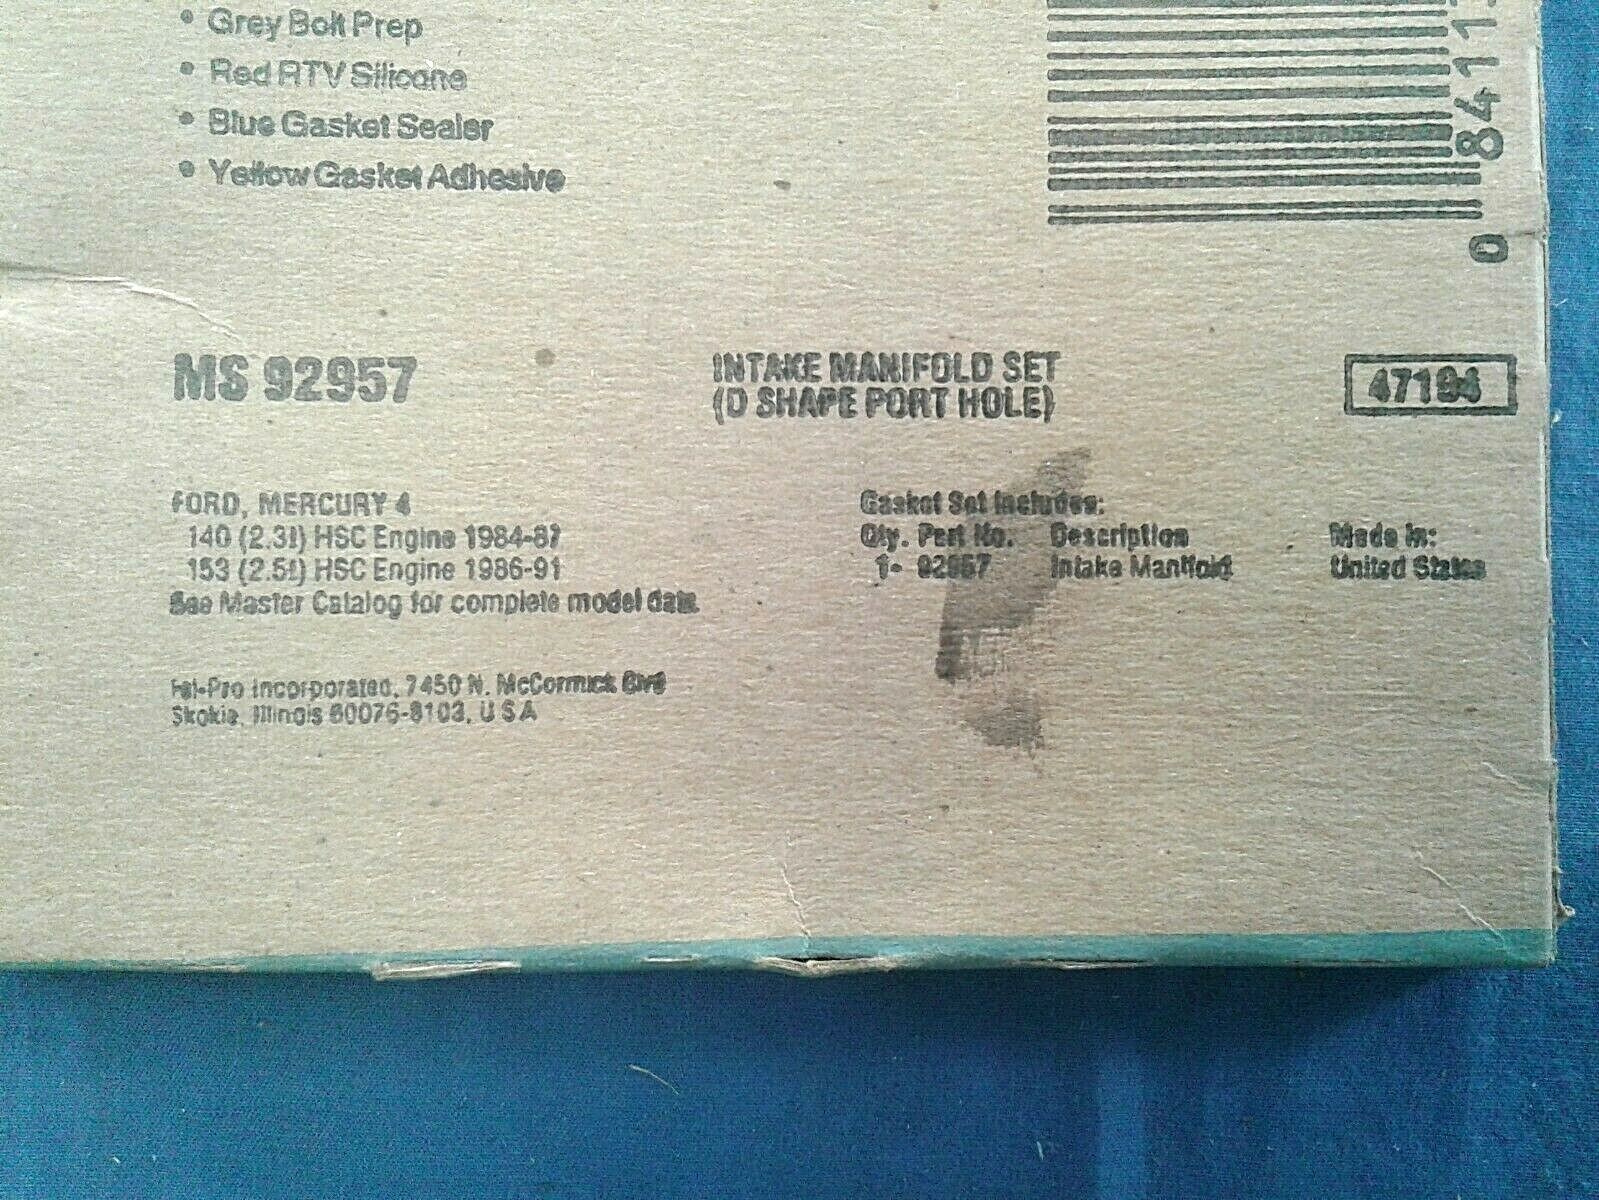 • Grey Bolt Prep
• Red RTV Silicone
• Blue Gasket Sealer
• Yellow Gasket Adhesive
0 8411
MS 92957
INTAKE MANIFOLD SET
(D SHAPE PORT HOLE)
47194
FORD, MERCURY 4
140 (2.3l) HSC Engine 1984-87
153 (2.5l) HSC Engine 1986-91
See Master Catalog for complete model data.
Gasket Set Includes:
Qty. Part No. Description
1- 92957 Intake Manifold
Made in:
United States
Fel-Pro Incorporated, 7450 N. McCormick Blvd
Skokie, Illinois 60076-8103, U S A